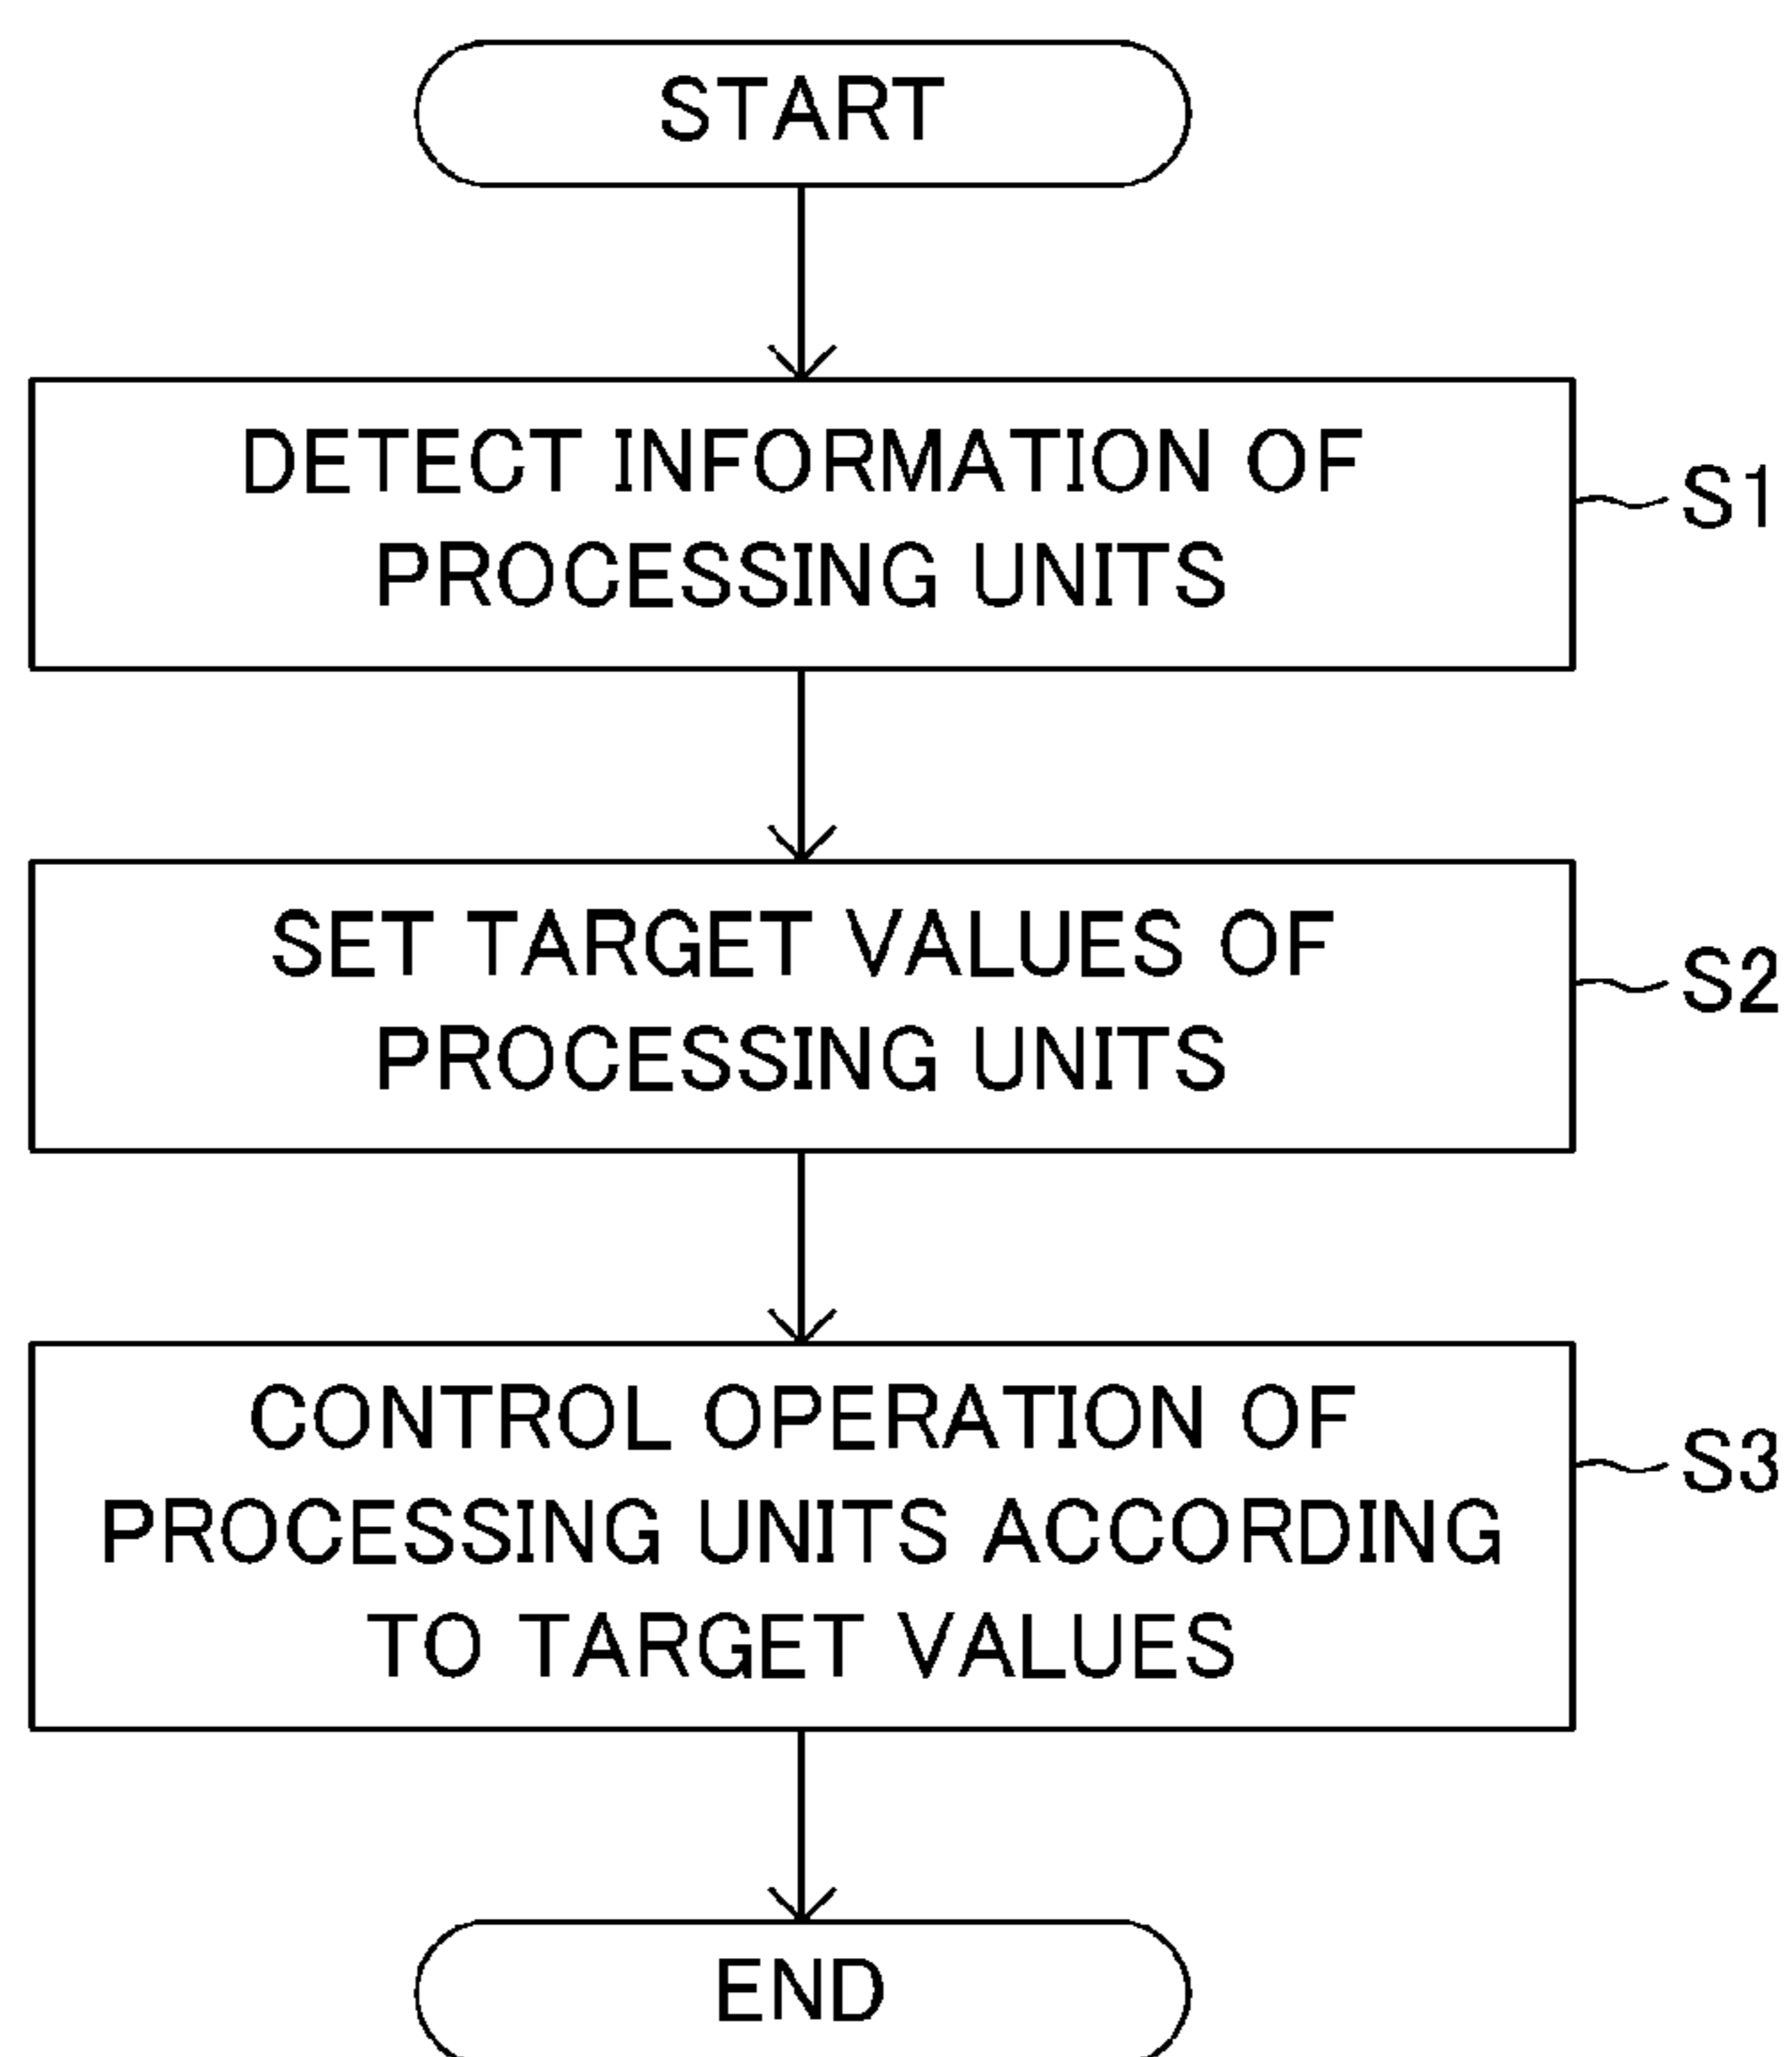 START
DETECT INFORMATION OF
PROCESSING UNITS
S1
SET TARGET VALUES OF
PROCESSING UNITS
S2
CONTROL OPERATION OF
PROCESSING UNITS ACCORDING
TO TARGET VALUES
S3
END